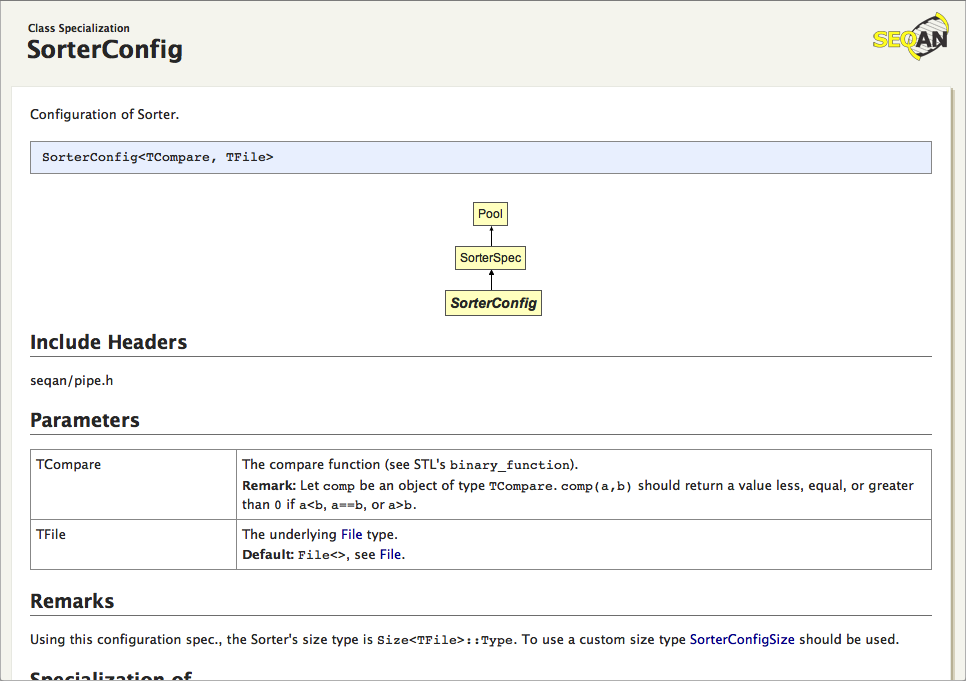 Class Specialization
SorterConfig
SEQAN
Configuration of Sorter.
SorterConfig<TCompare, TFile>
Pool
SorterSpec
SorterConfig
Include Headers
seqan/pipe.h
Parameters
TCompare
The compare function (see STL's binary_function).
Remark: Let comp be an object of type TCompare. comp(a,b) should return a value less, equal, or greater
than 0 if a<b, a==b, or a>b.
TFile
The underlying File type.
Default: File<>, see File.
Remarks
Using this configuration spec., the Sorter's size type is Size<TFile>::Type. To use a custom size type SorterConfigSize should be used.
Specialization of